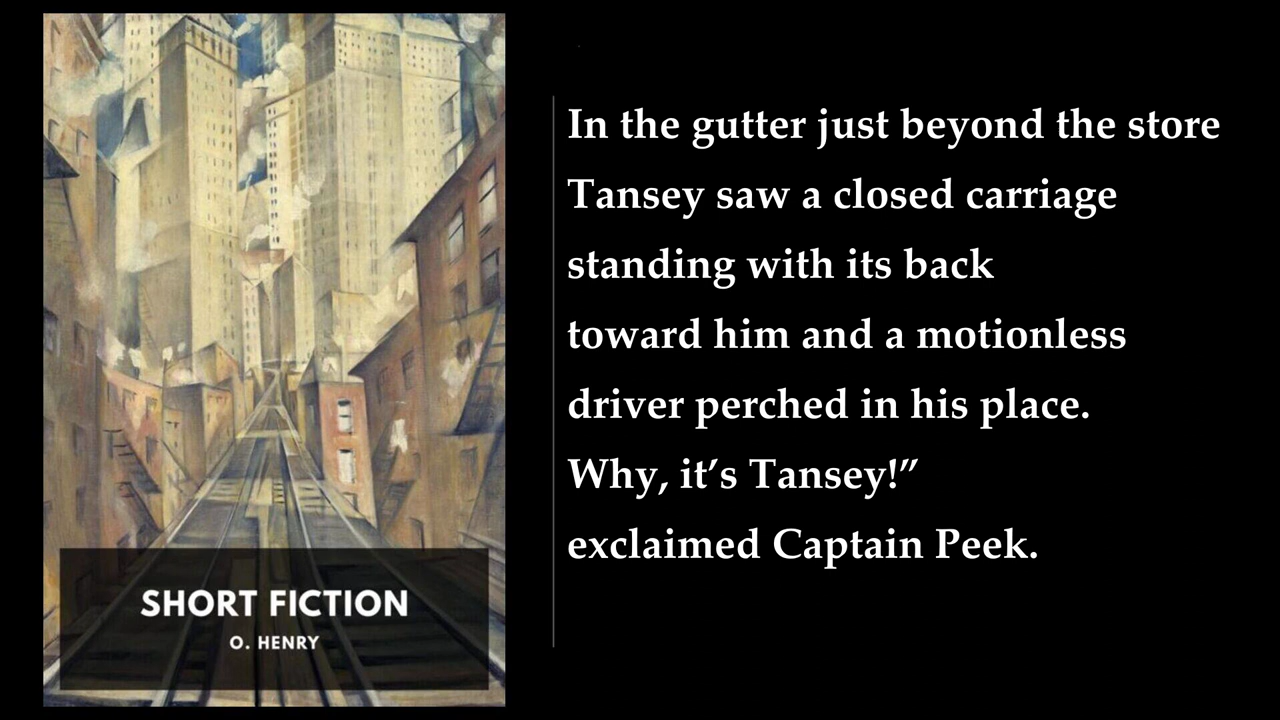 SHORT FICTION
O. HENRY
In the gutter just beyond the store
Tansey saw a closed carriage
standing with its back
toward him and a motionless
driver perched in his place.
Why, it’s Tansey!”
exclaimed Captain Peek.